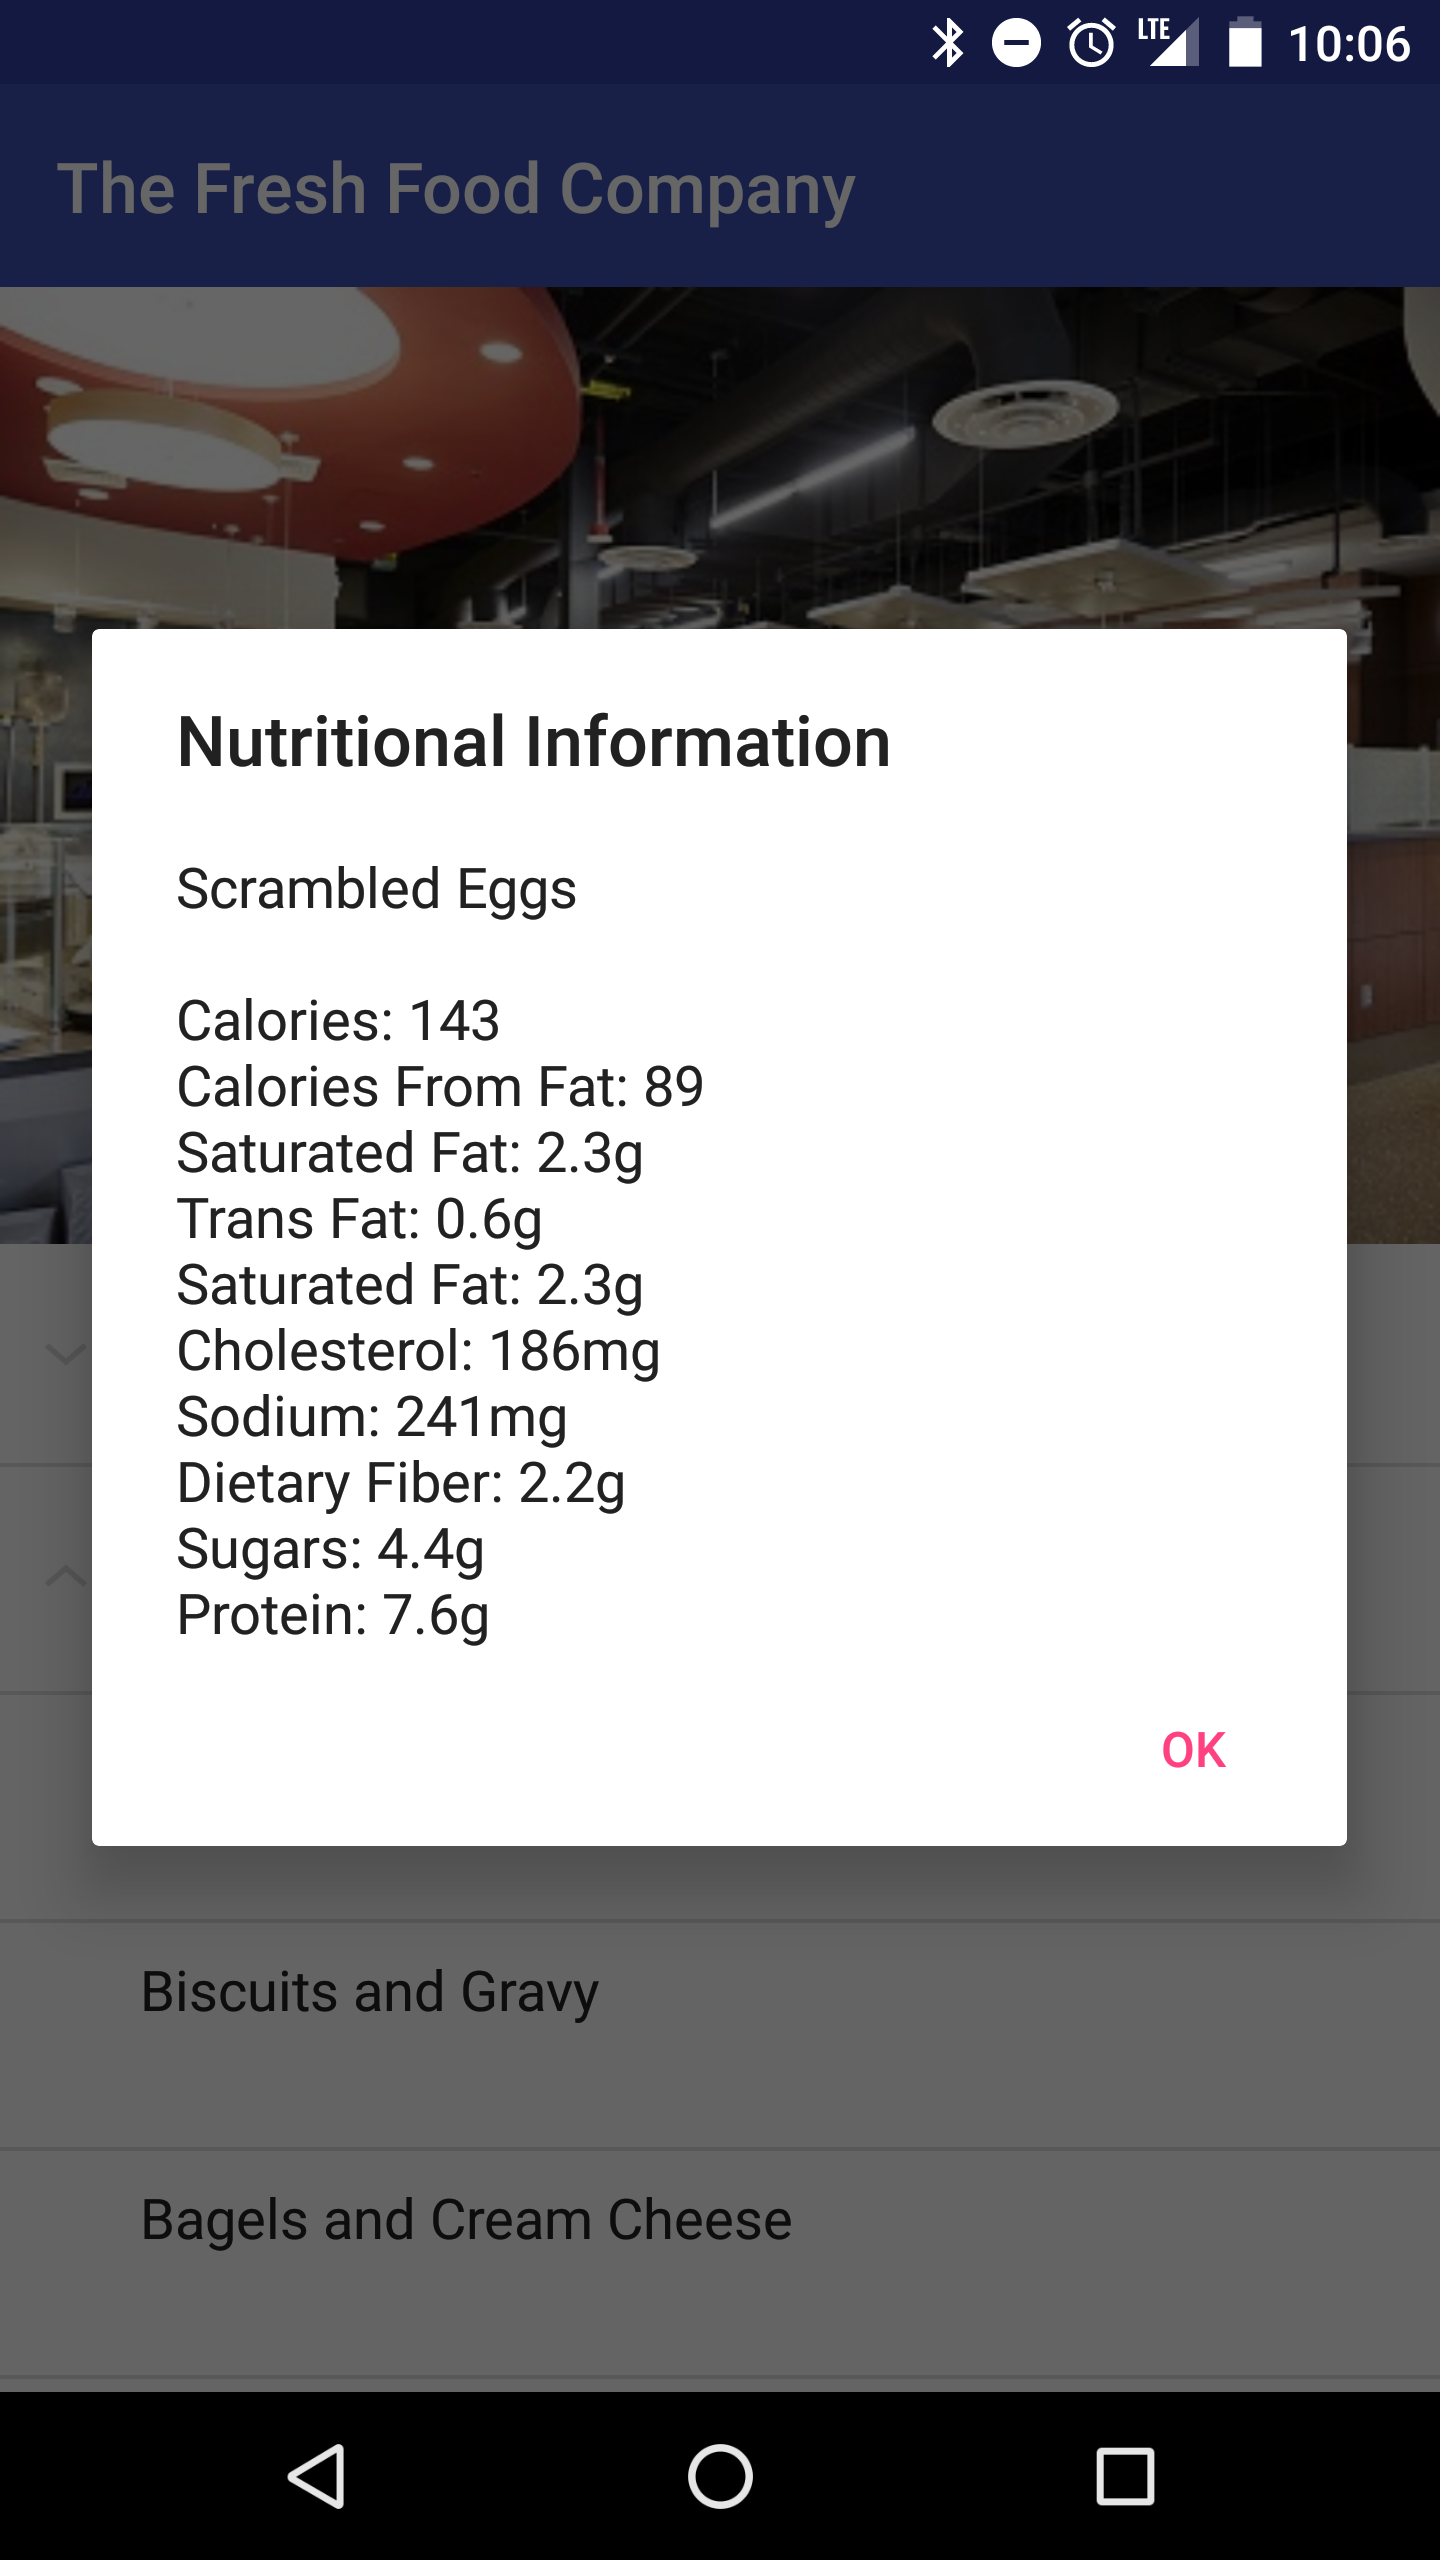 LTE 10:06
The Fresh Food Company
Nutritional Information
Scrambled Eggs
Calories: 143
Calories From Fat: 89
Saturated Fat: 2.3g
Trans Fat: 0.6g
Saturated Fat: 2.3g
Cholesterol: 186mg
Sodium: 241mg
Dietary Fiber: 2.2g
Sugars: 4.4g
Protein: 7.6g
OK
Biscuits and Gravy
Bagels and Cream Cheese